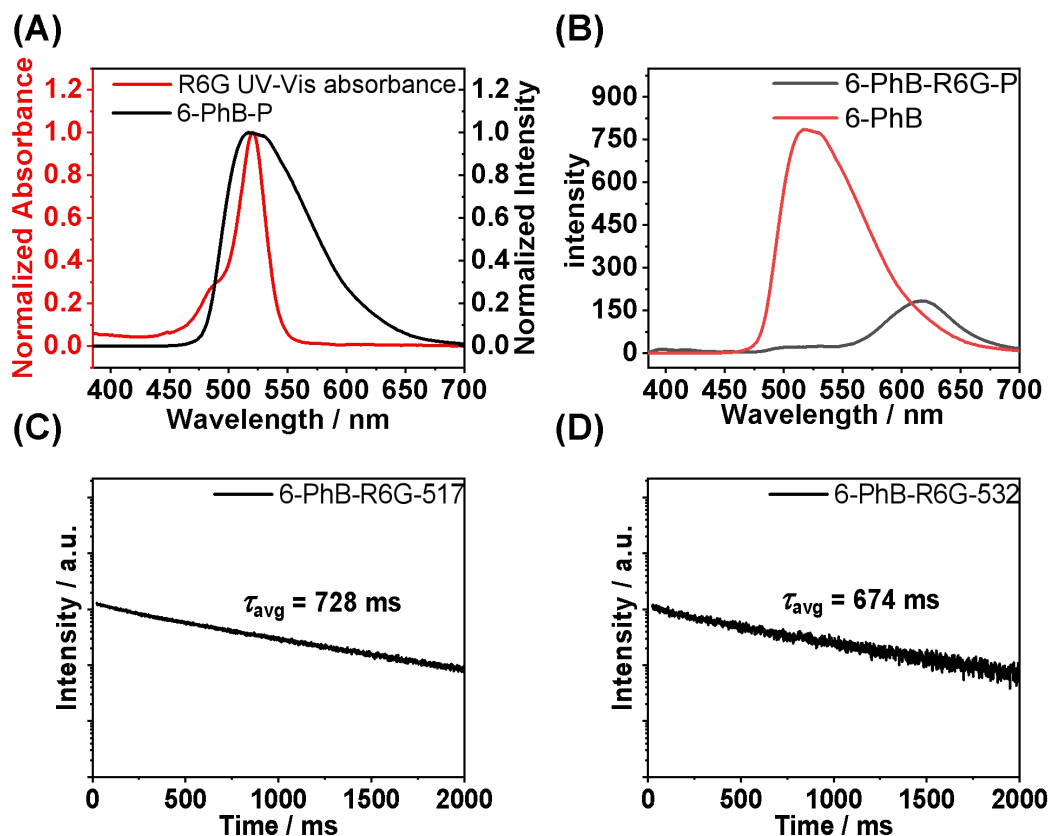 (A)
R6G UV-Vis absorbance
6-PhB-P
Normalized Absorbance
1.2
1.0
0.8
0.6
0.4
0.2
0.0
1.2
1.0
0.8
0.6
0.4
0.2
0.0
Normalized Intensity
400 450 500 550 600 650 700
Wavelength / nm
(B)
6-PhB-R6G-P
6-PhB
intensity
900
750
600
450
300
150
0
400 450 500 550 600 650 700
Wavelength / nm
(C)
6-PhB-R6G-517
τavg = 728 ms
Intensity / a.u.
0 500 1000 1500 2000
Time / ms
(D)
6-PhB-R6G-532
τavg = 674 ms
Intensity / a.u.
0 500 1000 1500 2000
Time / ms